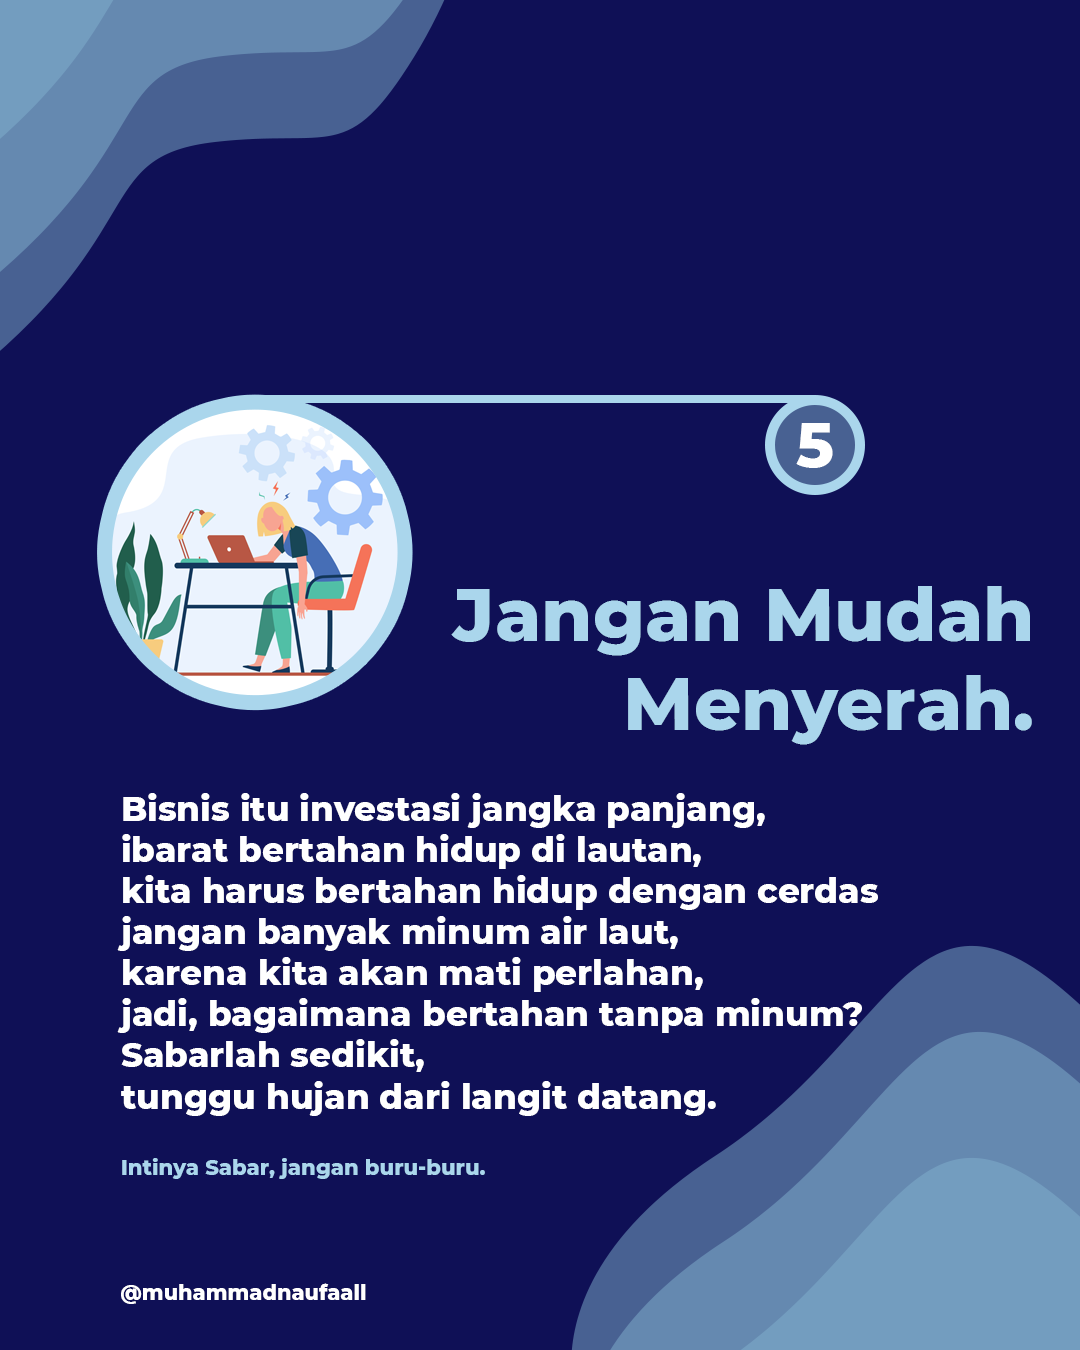 5
Jangan Mudah
Menyerah.
Bisnis itu investasi jangka panjang,
ibarat bertahan hidup di lautan,
kita harus bertahan hidup dengan cerdas
jangan banyak minum air laut,
karena kita akan mati perlahan,
jadi, bagaimana bertahan tanpa minum?
Sabarlah sedikit,
tunggu hujan dari langit datang.
Intinya Sabar, jangan buru-buru.
@muhammadnaufaall